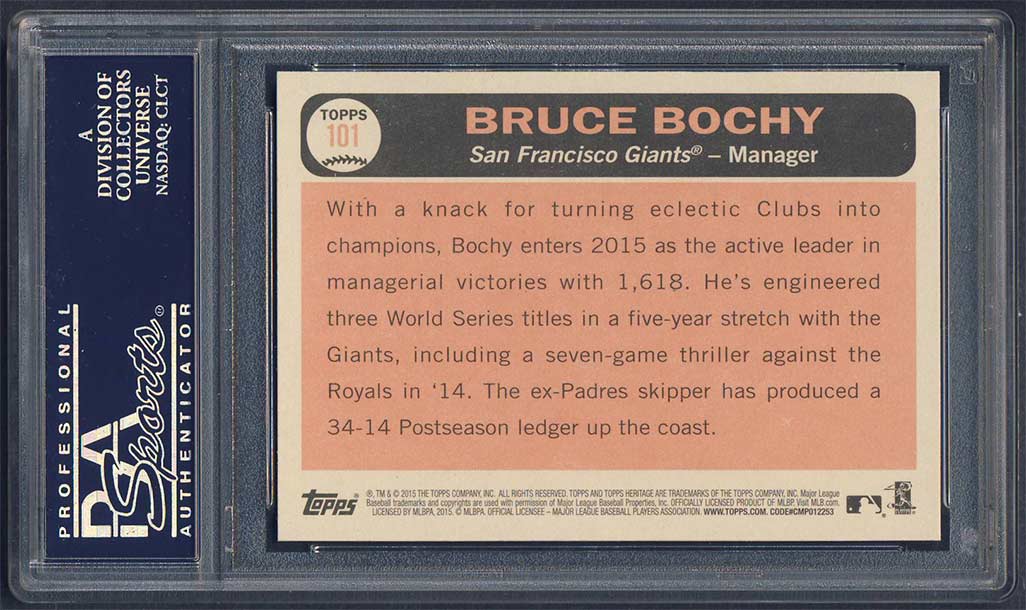 A
DIVISION OF
COLLECTORS
UNIVERSE
NASDAQ: CLCT
PROFESSIONAL
PSA
Sports®
AUTHENTICATOR
TOPPS
101
BRUCE BOCHY
San Francisco Giants® – Manager
With a knack for turning eclectic Clubs into
champions, Bochy enters 2015 as the active leader in
managerial victories with 1,618. He's engineered
three World Series titles in a five-year stretch with the
Giants, including a seven-game thriller against the
Royals in '14. The ex-Padres skipper has produced a
34-14 Postseason ledger up the coast.
Topps
®, TM & © 2015 THE TOPPS COMPANY, INC. ALL RIGHTS RESERVED. TOPPS AND TOPPS HERITAGE ARE TRADEMARKS OF THE TOPPS COMPANY, INC. Major League
Baseball trademarks and copyrights are used with permission of Major League Baseball Properties, Inc. OFFICIALLY LICENSED PRODUCT OF MLBP. Visit MLB.com.
LICENSED BY MLBPA, 2015. © MLBPA. OFFICIAL LICENSEE – MAJOR LEAGUE BASEBALL PLAYERS ASSOCIATION. WWW.TOPPS.COM. CODE#CMP012253